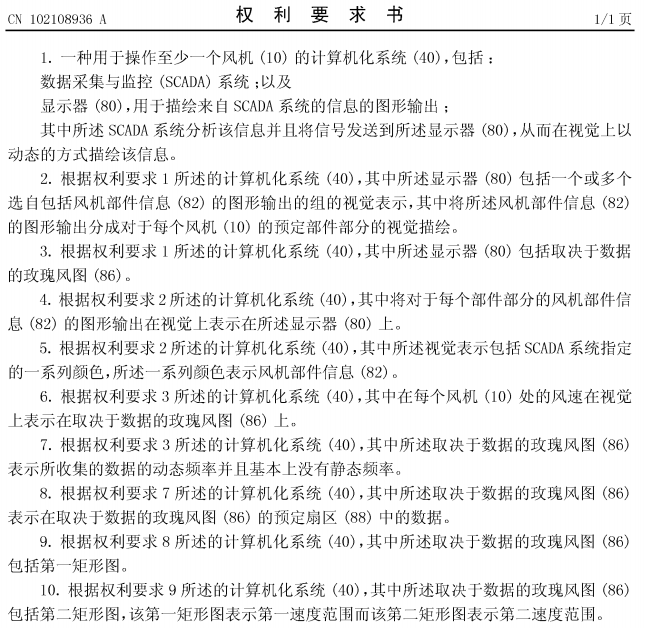 CN 102108936 A
权利要求书
1/1 页
1. 一种用于操作至少一个风机 (10) 的计算机化系统 (40),包括 :
数据采集与监控 (SCADA) 系统 ;以及
显示器 (80),用于描绘来自 SCADA 系统的信息的图形输出 ;
其中所述 SCADA 系统分析该信息并且将信号发送到所述显示器 (80),从而在视觉上以
动态的方式描绘该信息。
2. 根据权利要求 1 所述的计算机化系统 (40),其中所述显示器 (80) 包括一个或多个
选自包括风机部件信息 (82) 的图形输出的组的视觉表示,其中将所述风机部件信息 (82)
的图形输出分成对于每个风机 (10) 的预定部件部分的视觉描绘。
3. 根据权利要求 1 所述的计算机化系统 (40),其中所述显示器 (80) 包括取决于数据
的玫瑰风图 (86)。
4. 根据权利要求 2 所述的计算机化系统 (40),其中将对于每个部件部分的风机部件信
息 (82) 的图形输出在视觉上表示在所述显示器 (80) 上。
5. 根据权利要求 2 所述的计算机化系统 (40),其中所述视觉表示包括 SCADA 系统指定
的一系列颜色,所述一系列颜色表示风机部件信息 (82)。
6. 根据权利要求 3 所述的计算机化系统 (40),其中在每个风机 (10) 处的风速在视觉
上表示在取决于数据的玫瑰风图 (86) 上。
7. 根据权利要求 3 所述的计算机化系统 (40),其中所述取决于数据的玫瑰风图 (86)
表示所收集的数据的动态频率并且基本上没有静态频率。
8. 根据权利要求 7 所述的计算机化系统 (40),其中所述取决于数据的玫瑰风图 (86)
表示在取决于数据的玫瑰风图 (86) 的预定扇区 (88) 中的数据。
9. 根据权利要求 8 所述的计算机化系统 (40),其中所述取决于数据的玫瑰风图 (86)
包括第一矩形图。
10. 根据权利要求 9 所述的计算机化系统 (40),其中所述取决于数据的玫瑰风图 (86)
包括第二矩形图,该第一矩形图表示第一速度范围而该第二矩形图表示第二速度范围。